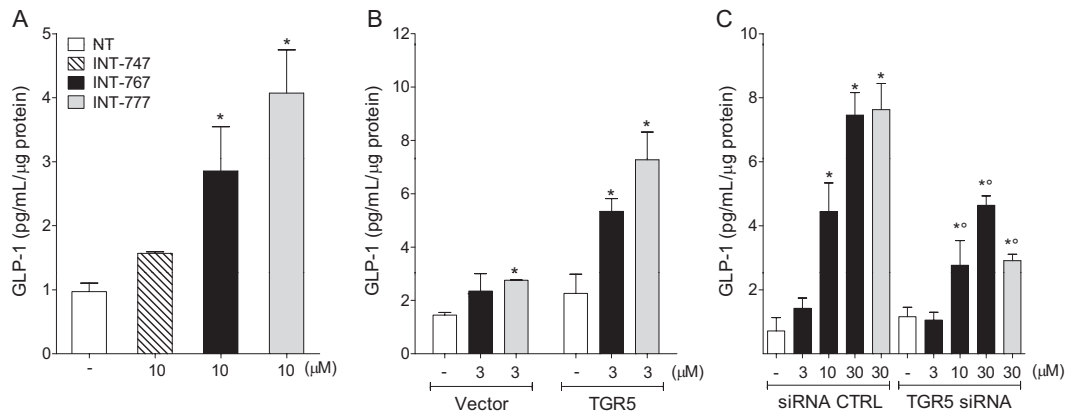 A
GLP-1 (pg/mL/μg protein)
5
4
3
2
1
0
NT
INT-747
INT-767
INT-777
*
*
- 10 10 10 (μM)
B
GLP-1 (pg/mL/μg protein)
12
10
8
6
4
2
0
*
*
*
- 3 3 - 3 3 (μM)
Vector TGR5
C
GLP-1 (pg/mL/μg protein)
10
8
6
4
2
*
*
*
*°
*°
*°
- 3 10 30 30 - 3 10 30 30 (μM)
siRNA CTRL TGR5 siRNA